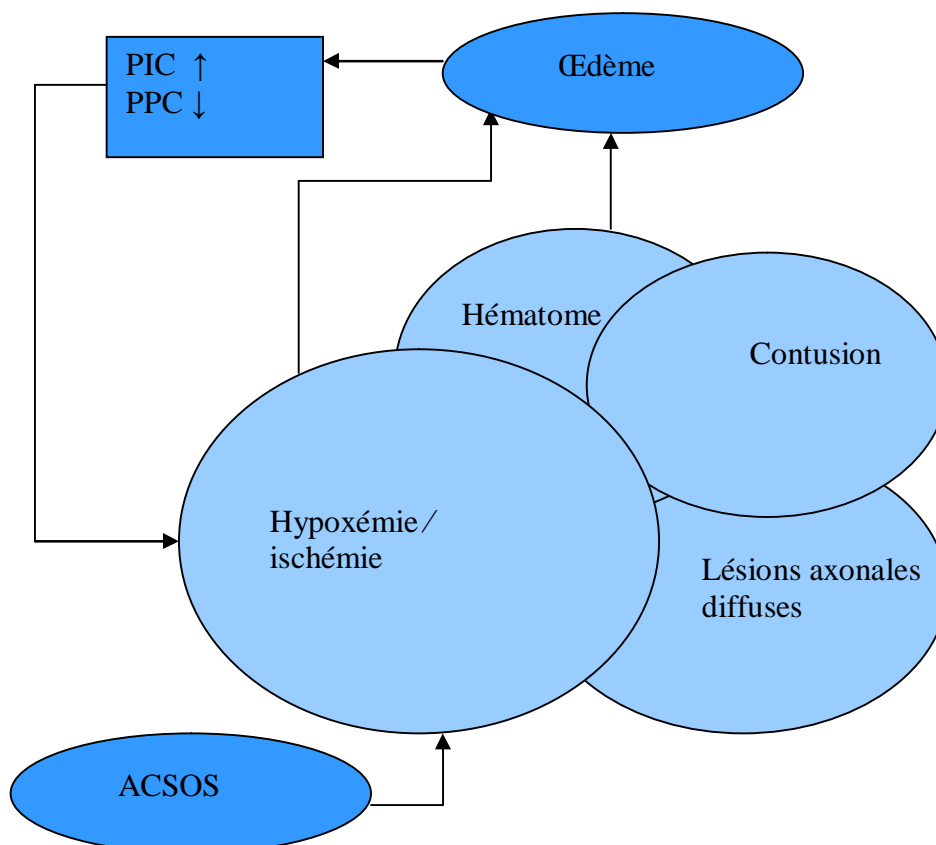 PIC ↑
PPC ↓
Œdème
Hématome
Contusion
Hypoxémie/
ischémie
Lésions axonales
diffuses
ACSOS